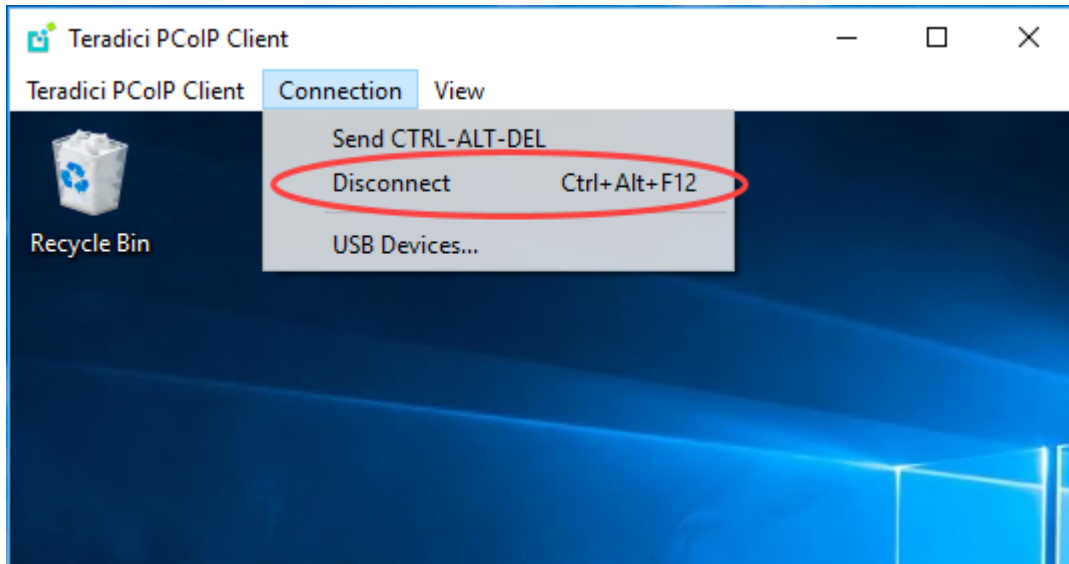 Teradici PCoIP Client
Teradici PCoIP Client Connection View
Send CTRL-ALT-DEL
Disconnect Ctrl+Alt+F12
Recycle Bin
USB Devices...